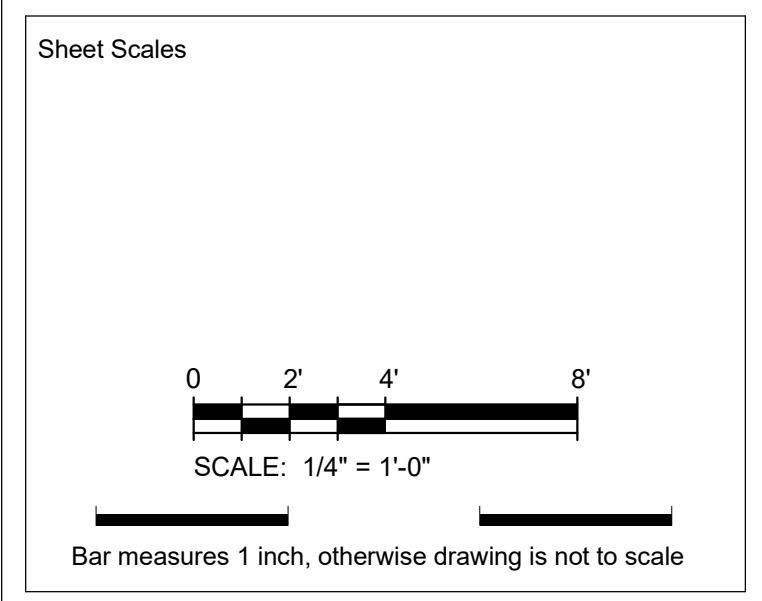 Sheet Scales
0 2' 4' 8'
SCALE: 1/4" = 1'-0"
Bar measures 1 inch, otherwise drawing is not to scale